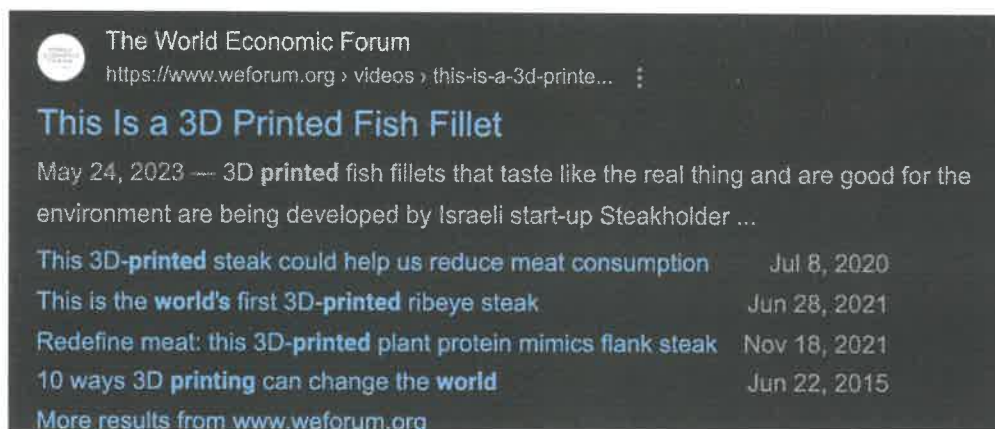 The World Economic Forum
https://www.weforum.org › videos › this-is-a-3d-printe...
This Is a 3D Printed Fish Fillet
May 24, 2023 — 3D printed fish fillets that taste like the real thing and are good for the
environment are being developed by Israeli start-up Steakholder ...
This 3D-printed steak could help us reduce meat consumption Jul 8, 2020
This is the world's first 3D-printed ribeye steak Jun 28, 2021
Redefine meat: this 3D-printed plant protein mimics flank steak Nov 18, 2021
10 ways 3D printing can change the world Jun 22, 2015
More results from www.weforum.org